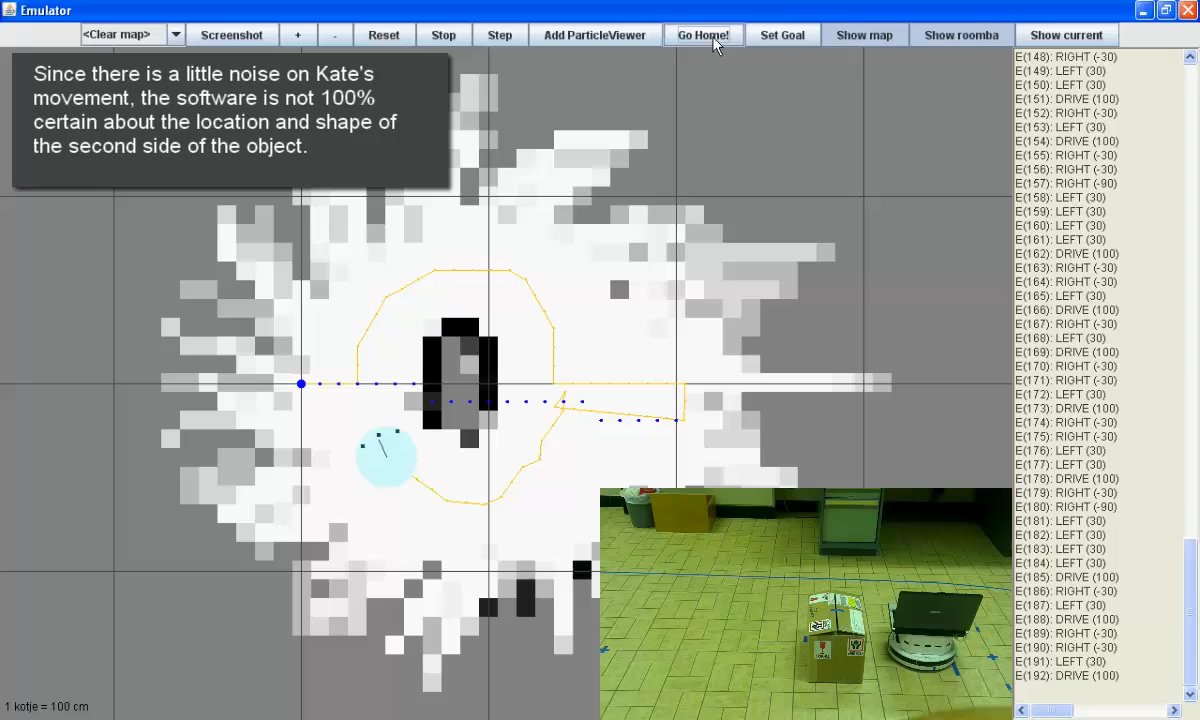 Emulator
<Clear map> Screenshot + - Reset Stop Step Add ParticleViewer Go Home! Set Goal Show map Show roomba Show current
Since there is a little noise on Kate's
movement, the software is not 100%
certain about the location and shape of
the second side of the object.
E(148): RIGHT (-30)
E(149): LEFT (30)
E(150): LEFT (30)
E(151): DRIVE (100)
E(152): RIGHT (-30)
E(153): LEFT (30)
E(154): DRIVE (100)
E(155): RIGHT (-30)
E(156): RIGHT (-30)
E(157): RIGHT (-90)
E(158): LEFT (30)
E(159): LEFT (30)
E(160): LEFT (30)
E(161): LEFT (30)
E(162): DRIVE (100)
E(163): RIGHT (-30)
E(164): RIGHT (-30)
E(165): LEFT (30)
E(166): DRIVE (100)
E(167): RIGHT (-30)
E(168): LEFT (30)
E(169): DRIVE (100)
E(170): RIGHT (-30)
E(171): RIGHT (-30)
E(172): LEFT (30)
E(173): DRIVE (100)
E(174): RIGHT (-30)
E(175): RIGHT (-30)
E(176): LEFT (30)
E(177): LEFT (30)
E(178): DRIVE (100)
E(179): RIGHT (-30)
E(180): RIGHT (-90)
E(181): LEFT (30)
E(182): LEFT (30)
E(183): LEFT (30)
E(184): LEFT (30)
E(185): DRIVE (100)
E(186): RIGHT (-30)
E(187): LEFT (30)
E(188): DRIVE (100)
E(189): RIGHT (-30)
E(190): RIGHT (-30)
E(191): LEFT (30)
E(192): DRIVE (100)
1 kotje = 100 cm